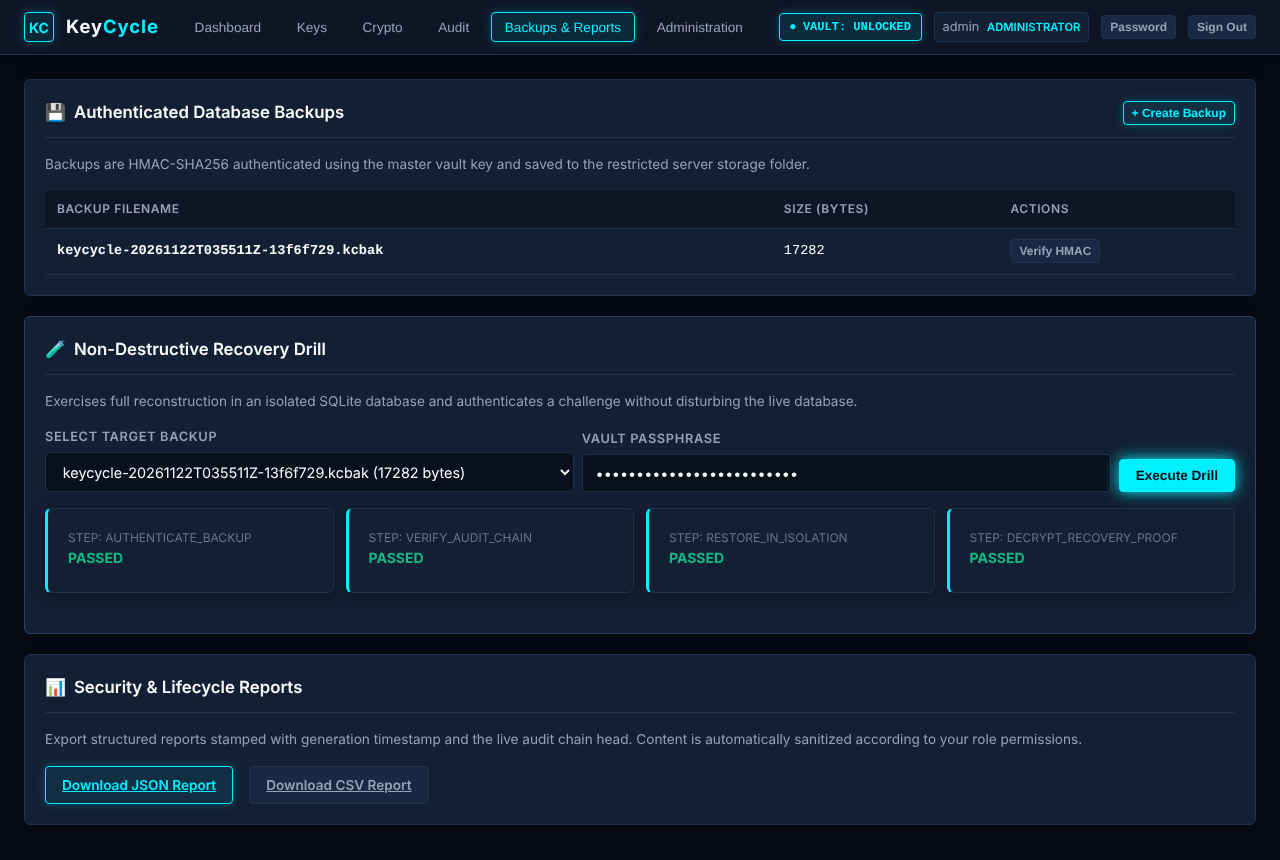 KC KeyCycle Dashboard Keys Crypto Audit Backups & Reports Administration ● VAULT: UNLOCKED admin ADMINISTRATOR Password Sign Out
Authenticated Database Backups + Create Backup
Backups are HMAC-SHA256 authenticated using the master vault key and saved to the restricted server storage folder.
BACKUP FILENAME SIZE (BYTES) ACTIONS
keycycle-20261122T035511Z-13f6f729.kcbak 17282 Verify HMAC
Non-Destructive Recovery Drill
Exercises full reconstruction in an isolated SQLite database and authenticates a challenge without disturbing the live database.
SELECT TARGET BACKUP VAULT PASSPHRASE
keycycle-20261122T035511Z-13f6f729.kcbak (17282 bytes) ••••••••••••••••••••••••• Execute Drill
STEP: AUTHENTICATE_BACKUP STEP: VERIFY_AUDIT_CHAIN STEP: RESTORE_IN_ISOLATION STEP: DECRYPT_RECOVERY_PROOF
PASSED PASSED PASSED PASSED
Security & Lifecycle Reports
Export structured reports stamped with generation timestamp and the live audit chain head. Content is automatically sanitized according to your role permissions.
Download JSON Report Download CSV Report